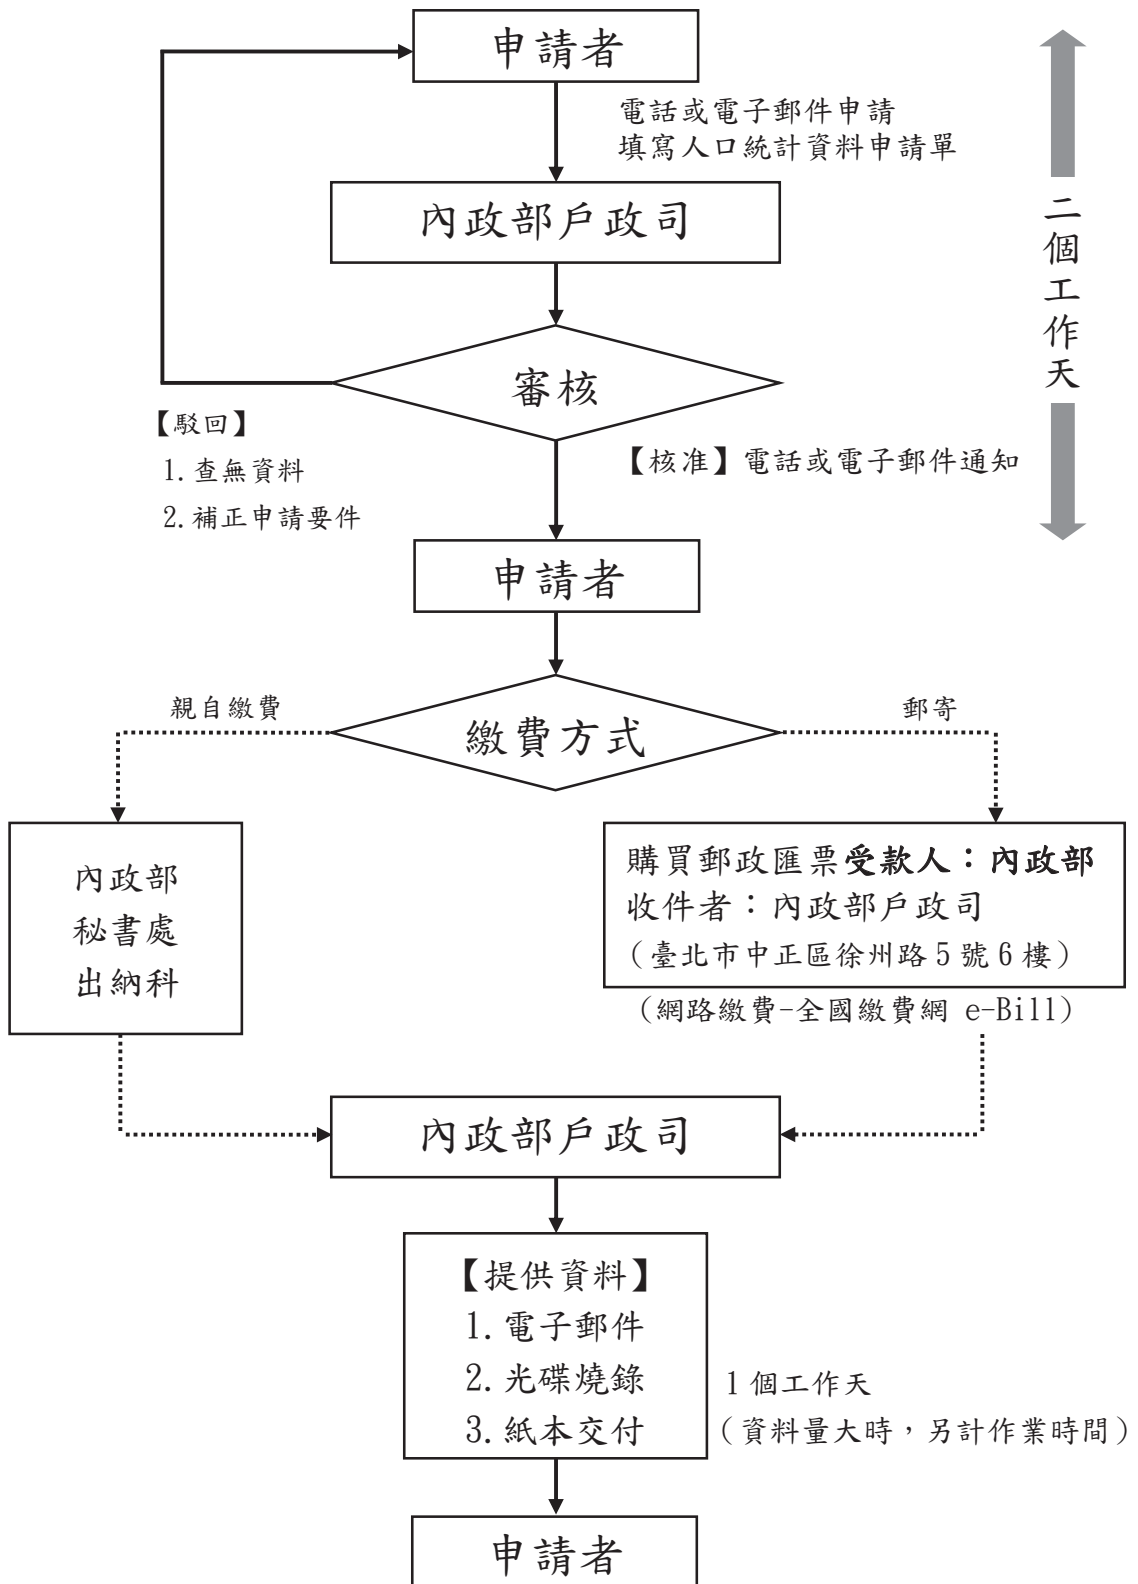 申請者
電話或電子郵件申請
填寫人口統計資料申請單
內政部戶政司
二個工作天
審核
【駁回】
1.查無資料
2.補正申請要件
【核准】電話或電子郵件通知
申請者
親自繳費
繳費方式
郵寄
內政部
秘書處
出納科
購買郵政匯票受款人：內政部
收件者：內政部戶政司
（臺北市中正區徐州路5號6樓）
（網路繳費-全國繳費網 e-Bill）
內政部戶政司
【提供資料】
1.電子郵件
2.光碟燒錄
3.紙本交付
1個工作天
（資料量大時，另計作業時間）
申請者